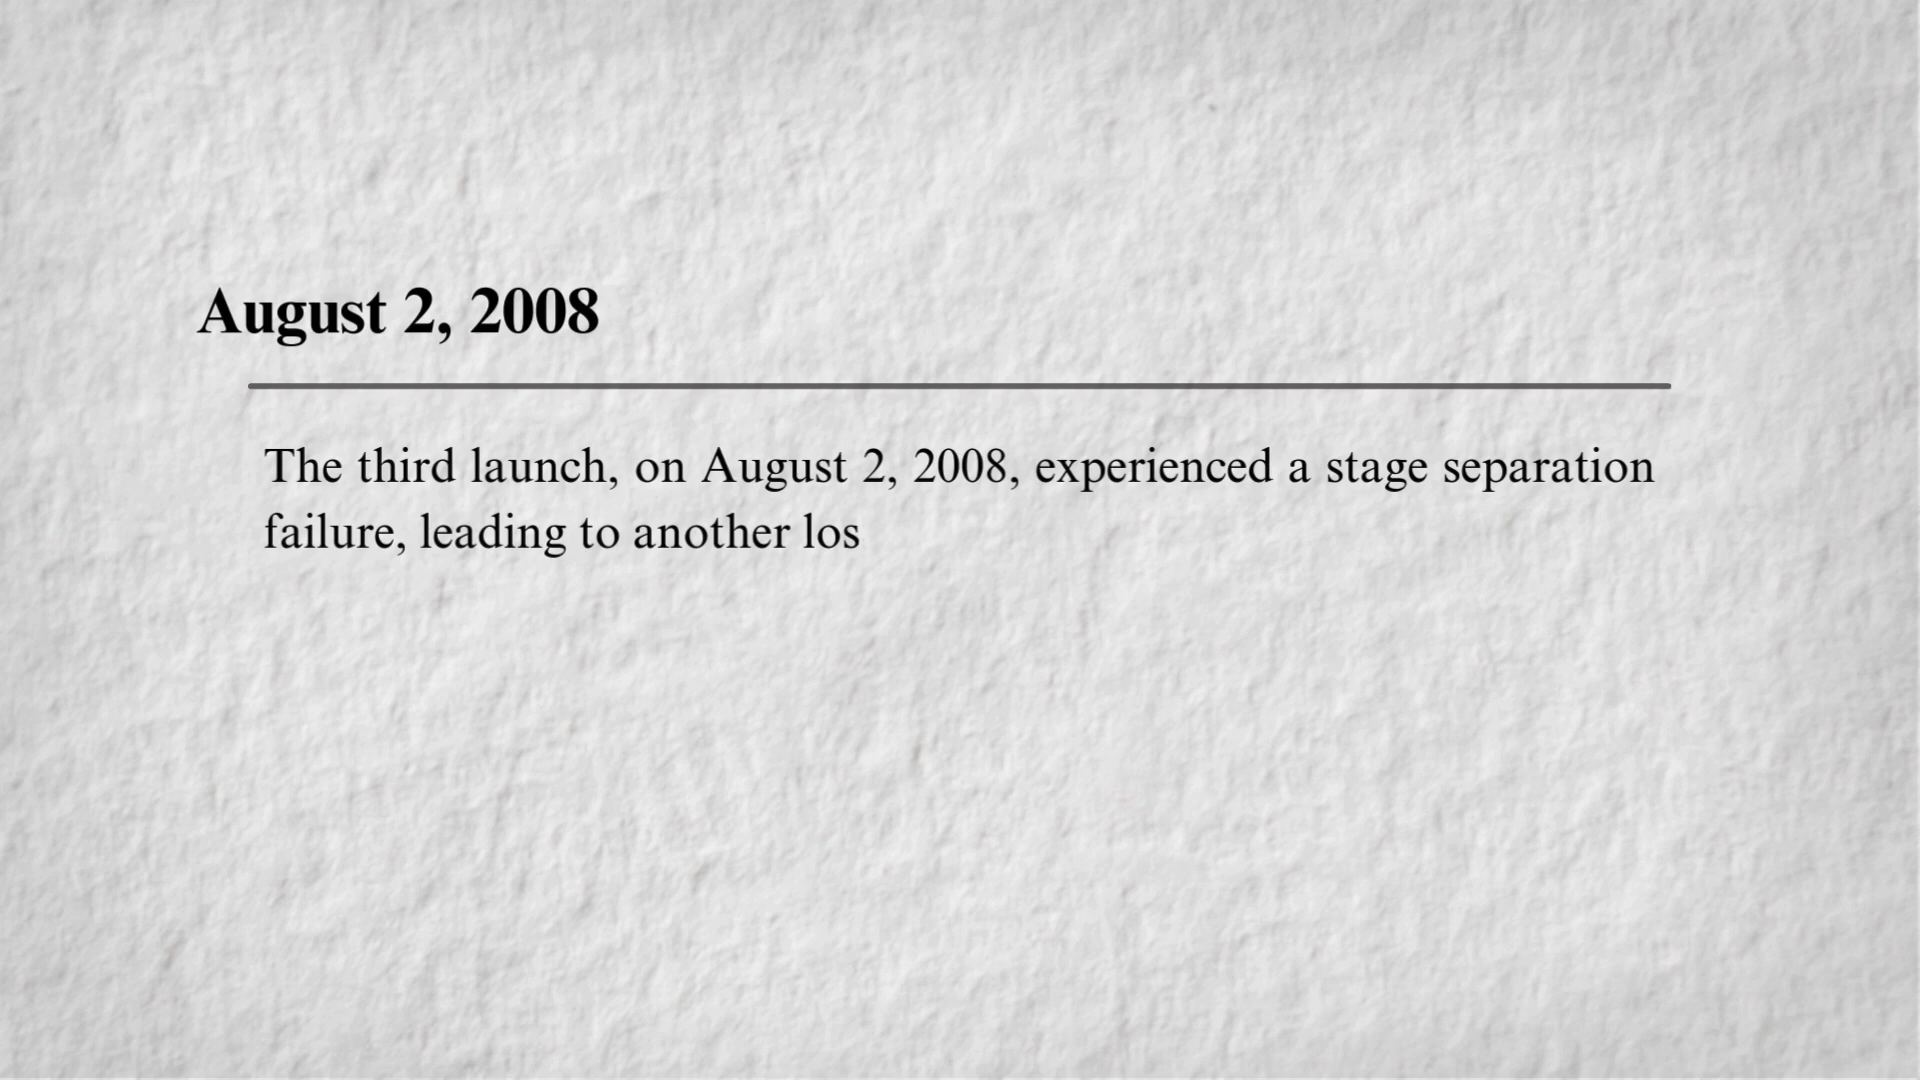 August 2, 2008
The third launch, on August 2, 2008, experienced a stage separation
failure, leading to another los